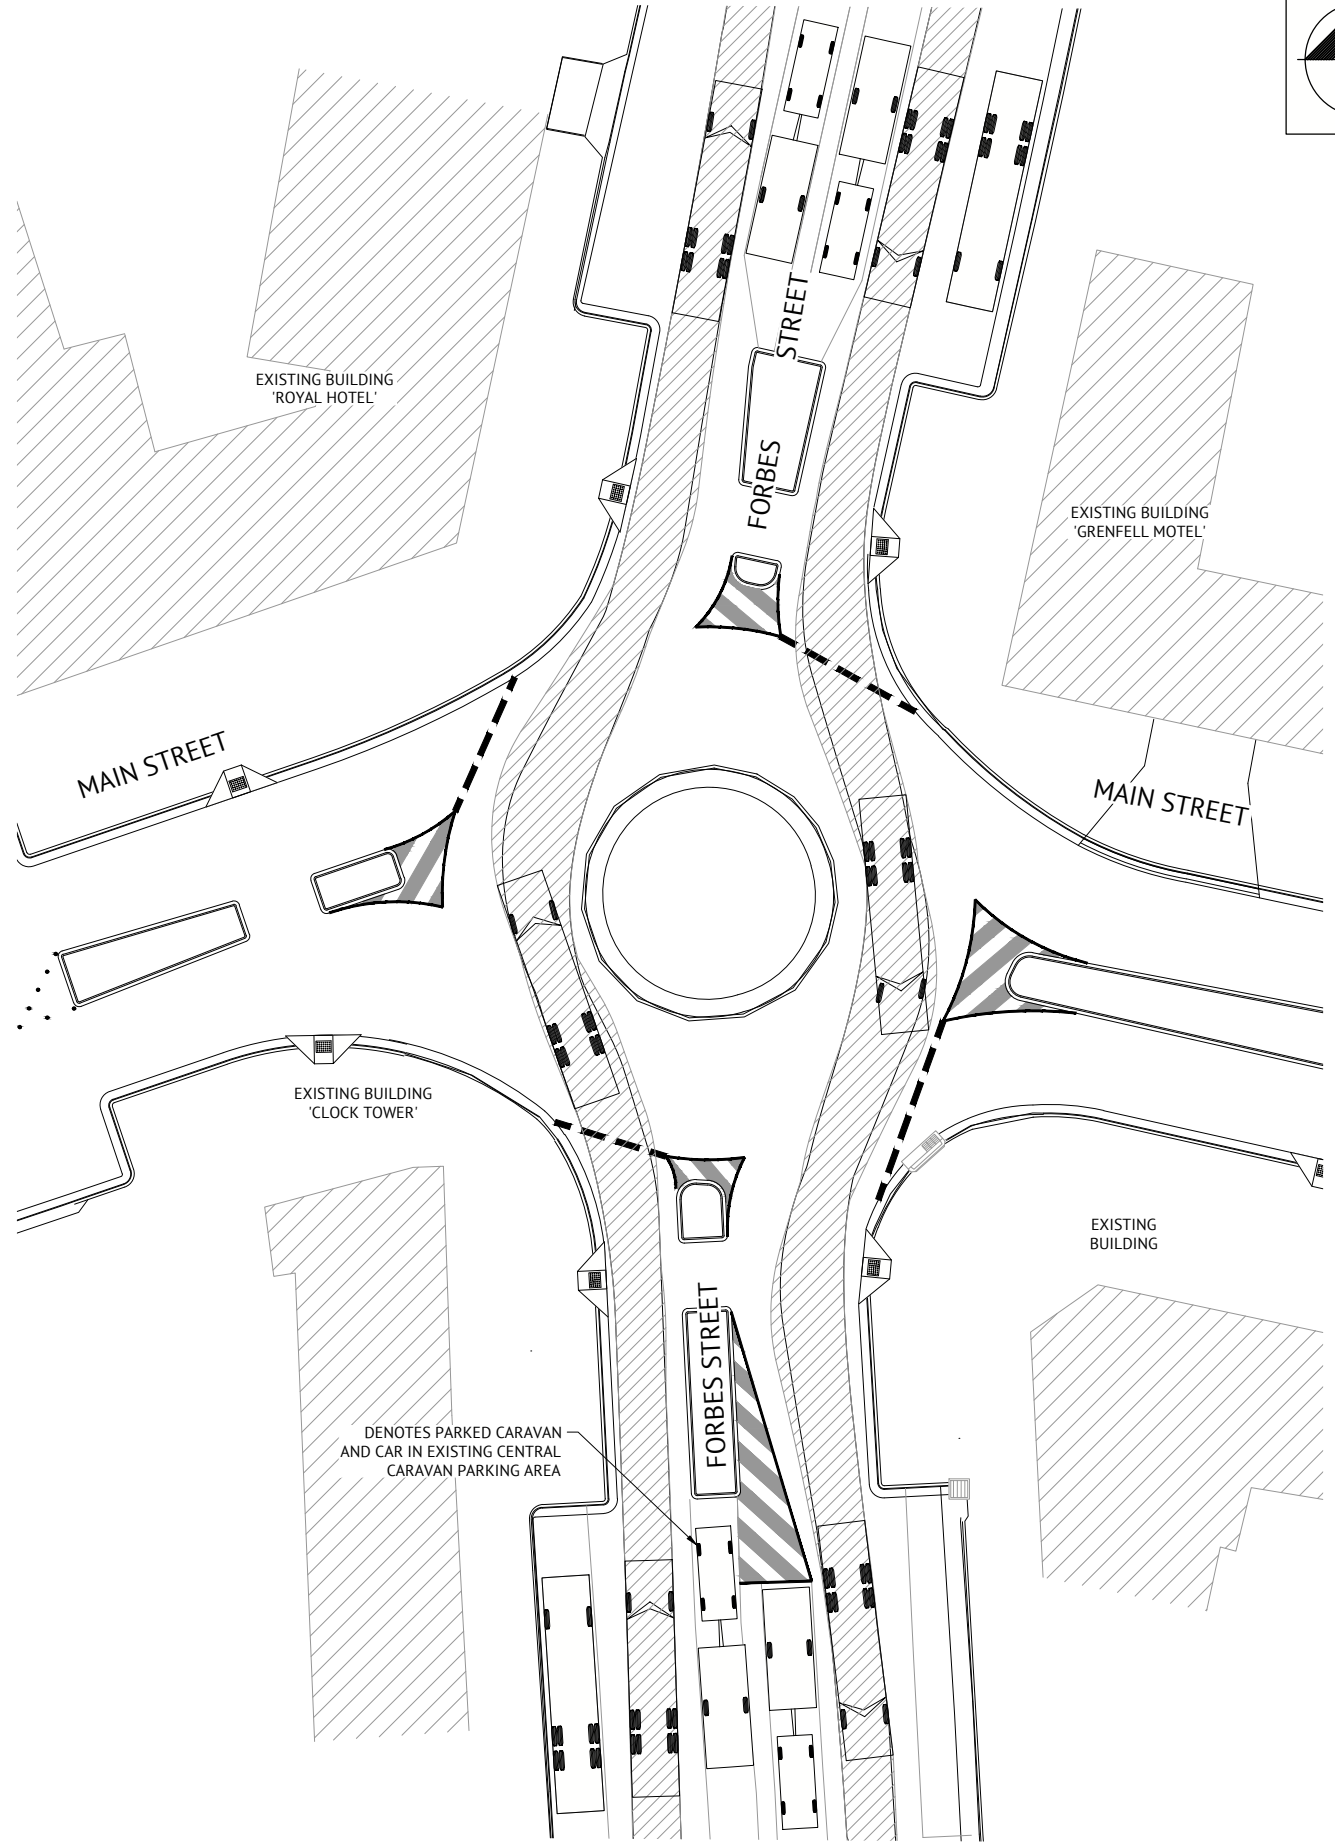 STREET
FORBES
EXISTING BUILDING
'ROYAL HOTEL'
EXISTING BUILDING
'GRENFELL MOTEL'
MAIN STREET
MAIN STREET
EXISTING BUILDING
'CLOCK TOWER'
EXISTING
BUILDING
FORBES STREET
DENOTES PARKED CARAVAN
AND CAR IN EXISTING CENTRAL
CARAVAN PARKING AREA